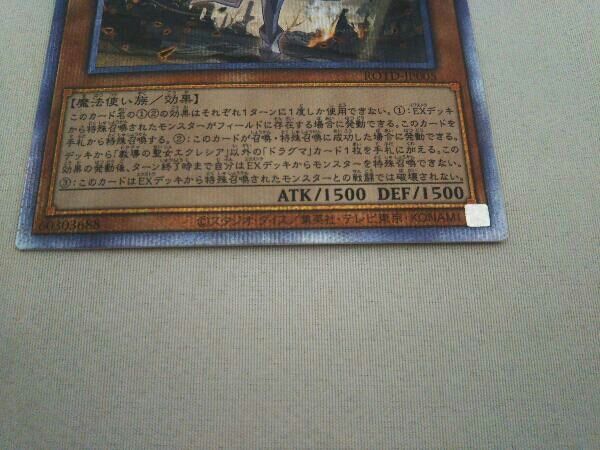 ROTD-JP005
【魔法使い族／効果】
このカード名の①②の効果はそれぞれ1ターンに1度しか使用できない。①：EXデッキ
から特殊召喚されたモンスターがフィールドに存在する場合に発動できる。このカードを
手札から特殊召喚する。②：このカードが召喚・特殊召喚に成功した場合に発動できる。
デッキから「教導の聖女エクレシア」以外の「ドラグマ」カード1枚を手札に加える。この
効果の発動後、ターン終了時まで自分はEXデッキからモンスターを特殊召喚できない。
③：このカードはEXデッキから特殊召喚されたモンスターとの戦闘では破壊されない。
ATK/1500 DEF/1500
60303688 ©スタジオ・ダイス／集英社・テレビ東京・KONAMI